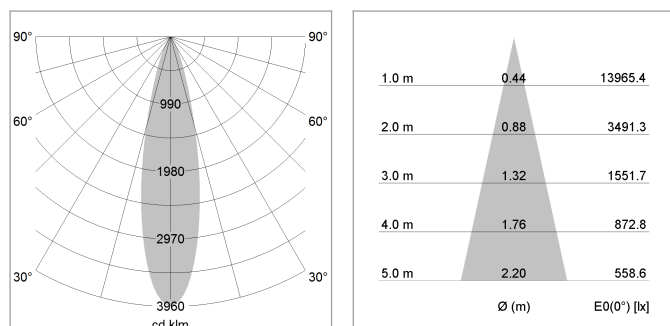 90° 90°
990
60° 60°
1980
2970
30° 30°
3960
cd klm
1.0 m 0.44 13965.4
2.0 m 0.88 3491.3
3.0 m 1.32 1551.7
4.0 m 1.76 872.8
5.0 m 2.20 558.6
Ø (m) E0(0°) [lx]